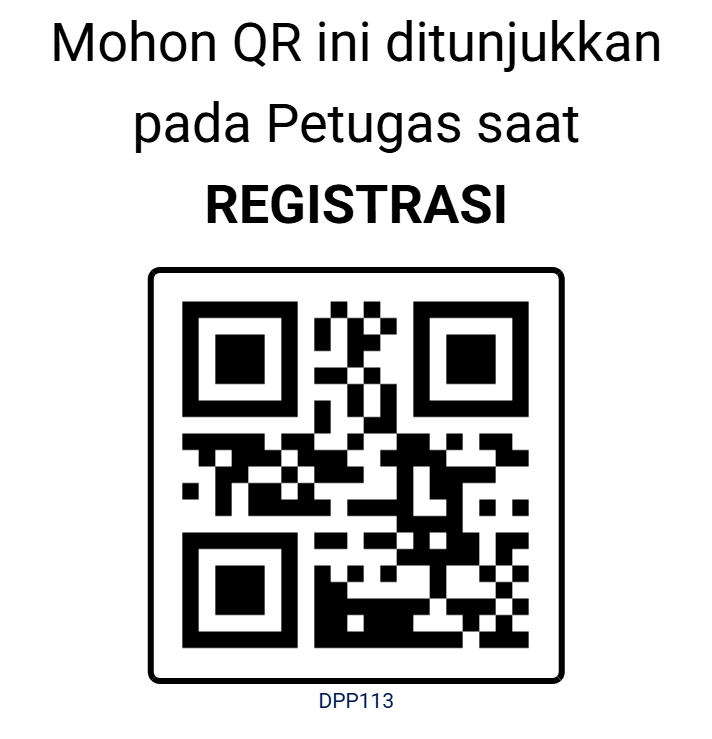 Mohon QR ini ditunjukkan
pada Petugas saat
REGISTRASI
DPP113